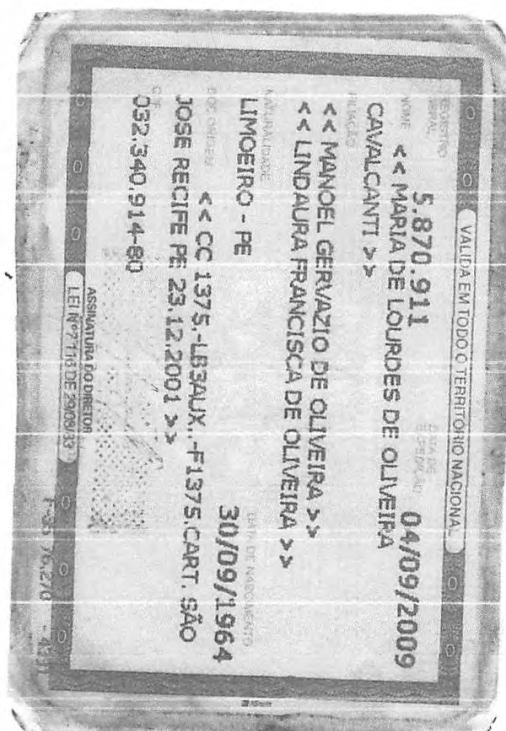 VÁLIDA EM TODO O TERRITÓRIO NACIONAL
REGISTRO GERAL 5.870.911 DATA DE EXPEDIÇÃO 04/09/2009
NOME << MARIA DE LOURDES DE OLIVEIRA
CAVALCANTI >>
FILIAÇÃO
<< MANOEL GERVAZIO DE OLIVEIRA >>
<< LINDAURA FRANCISCA DE OLIVEIRA >>
NATURALIDADE DATA DE NASCIMENTO
LIMOEIRO - PE 30/09/1964
DOC ORIGEM << CC 1375.-LB3AUX.-F1375.CART. SÃO
JOSE RECIFE PE 23.12.2001 >>
CPF
032.340.914-80
ASSINATURA DO DIRETOR
LEI Nº 7.116 DE 29/08/83